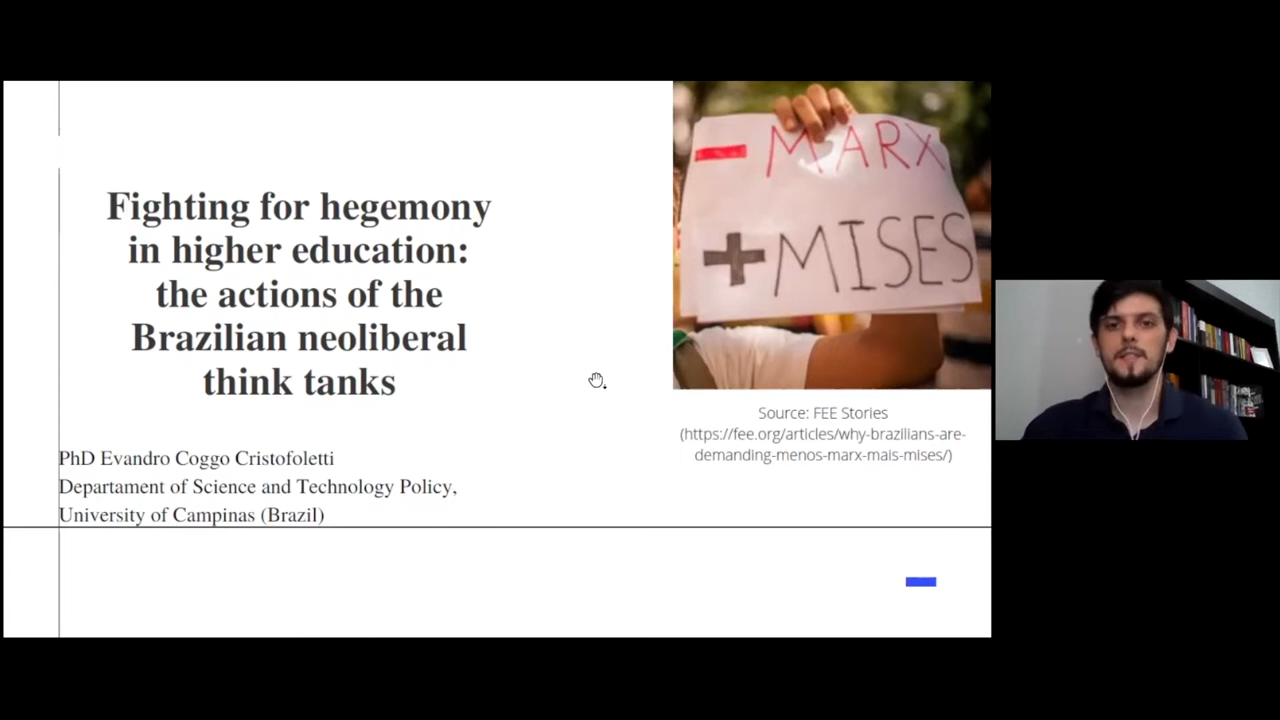 Fighting for hegemony
in higher education:
the actions of the
Brazilian neoliberal
think tanks
PhD Evandro Coggo Cristofoletti
Departament of Science and Technology Policy,
University of Campinas (Brazil)
- MARX
+ MISES
Source: FEE Stories
(https://fee.org/articles/why-brazilians-are-
demanding-menos-marx-mais-mises/)